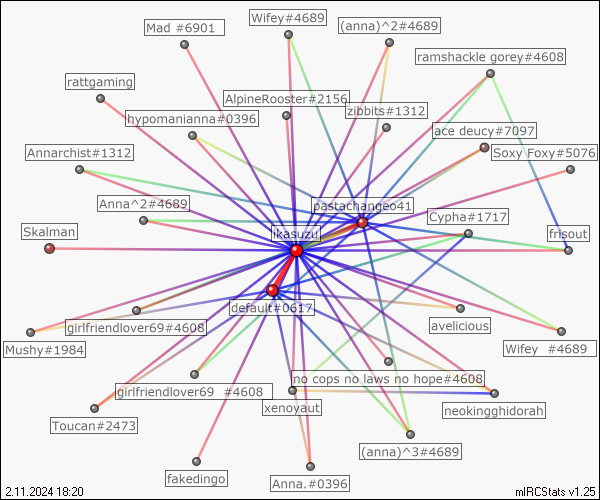 Wifey#4689
Mad #6901
(anna)^2#4689
ramshackle gorey#4608
rattgaming
AlpineRooster#2156
zibbits#1312
hypomanianna#0396
ace deucy#7097
Annarchist#1312
Soxy Foxy#5076
Anna^2#4689
pastachangeo41
Cypha#1717
Skalman
ikasuzu
frisout
default#0617
girlfriendlover69#4608
avelicious
Mushy#1984
Wifey  #4689
no cops no laws no hope#4608
girlfriendlover69  #4608
xenoyaut
neokingghidorah
Toucan#2473
(anna)^3#4689
fakedingo
Anna.#0396
2.11.2024 18:20
mIRCStats v1.25